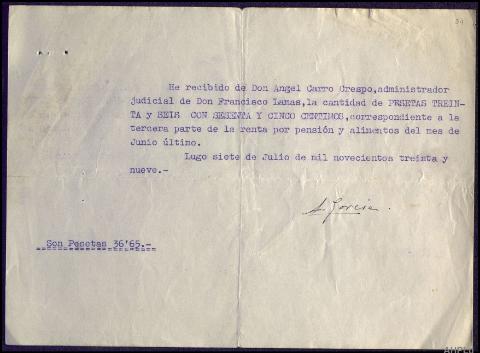 34
He recibido de Don Angel Carro Crespo,administrador
judicial de Don Francisco Lamas,la cantidad de PESETAS TREIN-
TA y SEIS CON SESENTA Y CINCO CENTIMOS,correspondiente a la
tercera parte de la renta por pensión y alimentos del mes de
Junio último.
Lugo siete de Julio de mil novecientos treinta y
nueve.-
A García.
Son Pesetas 36'65.-